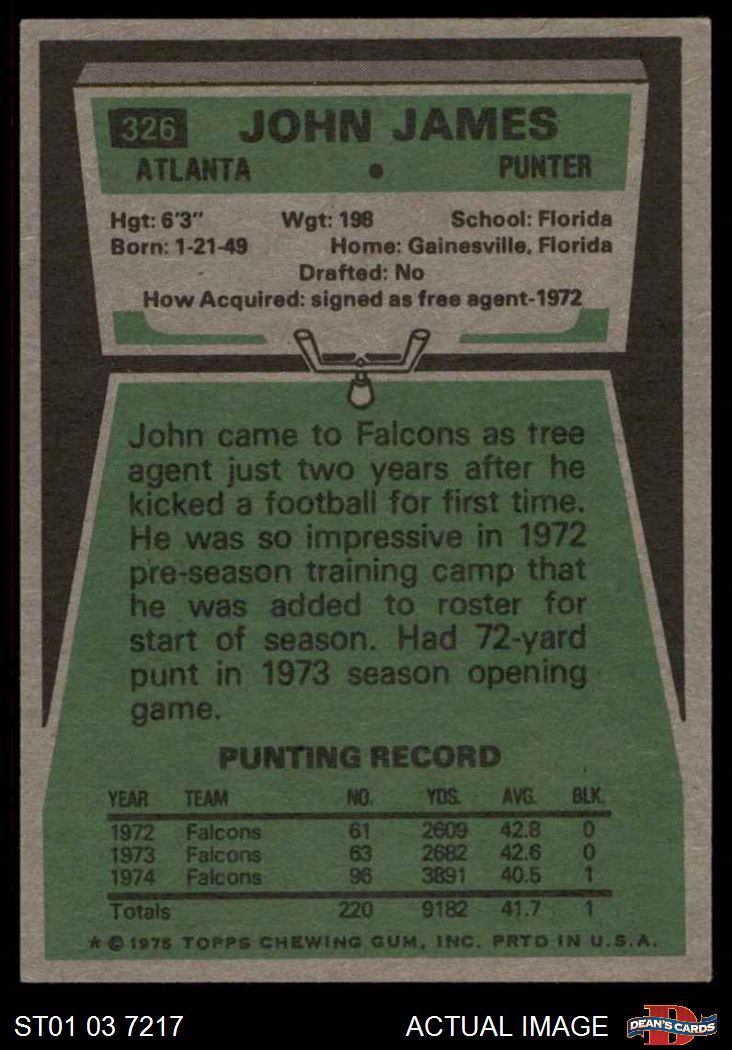 326 JOHN JAMES
ATLANTA • PUNTER
Hgt: 6'3" Wgt: 198 School: Florida
Born: 1-21-49 Home: Gainesville, Florida
Drafted: No
How Acquired: signed as free agent-1972
John came to Falcons as free
agent just two years after he
kicked a football for first time.
He was so impressive in 1972
pre-season training camp that
he was added to roster for
start of season. Had 72-yard
punt in 1973 season opening
game.
PUNTING RECORD
YEAR TEAM NO. YDS. AVG. BLK.
1972 Falcons 61 2609 42.8 0
1973 Falcons 63 2682 42.6 0
1974 Falcons 96 3891 40.5 1
Totals 220 9182 41.7 1
* © 1975 TOPPS CHEWING GUM, INC. PRTD IN U.S.A.
ST01 03 7217 ACTUAL IMAGE DEAN'S CARDS